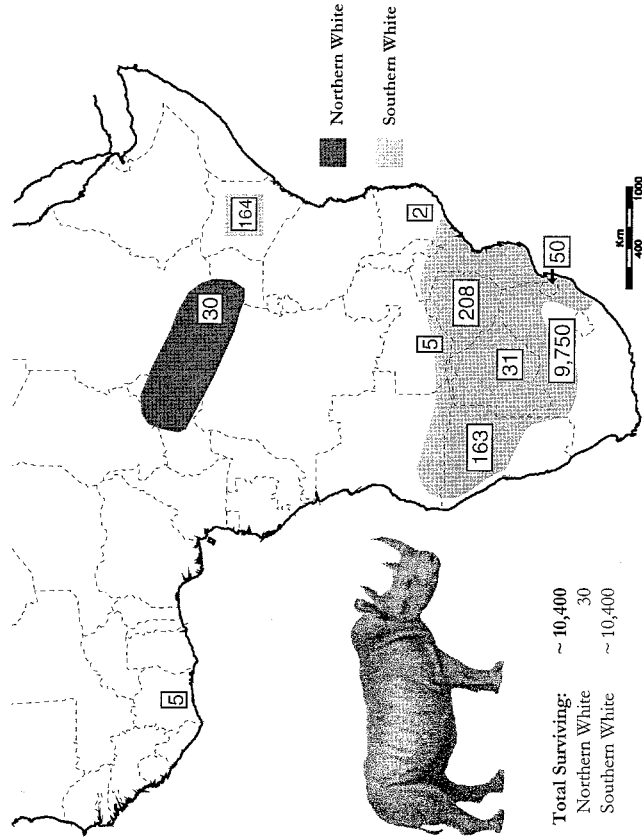 30
164
Northern White
Southern White
5
2
5
208
50
163
31
9,750
Km
400 1000
Total Surviving: ~ 10,400
Northern White 30
Southern White ~ 10,400